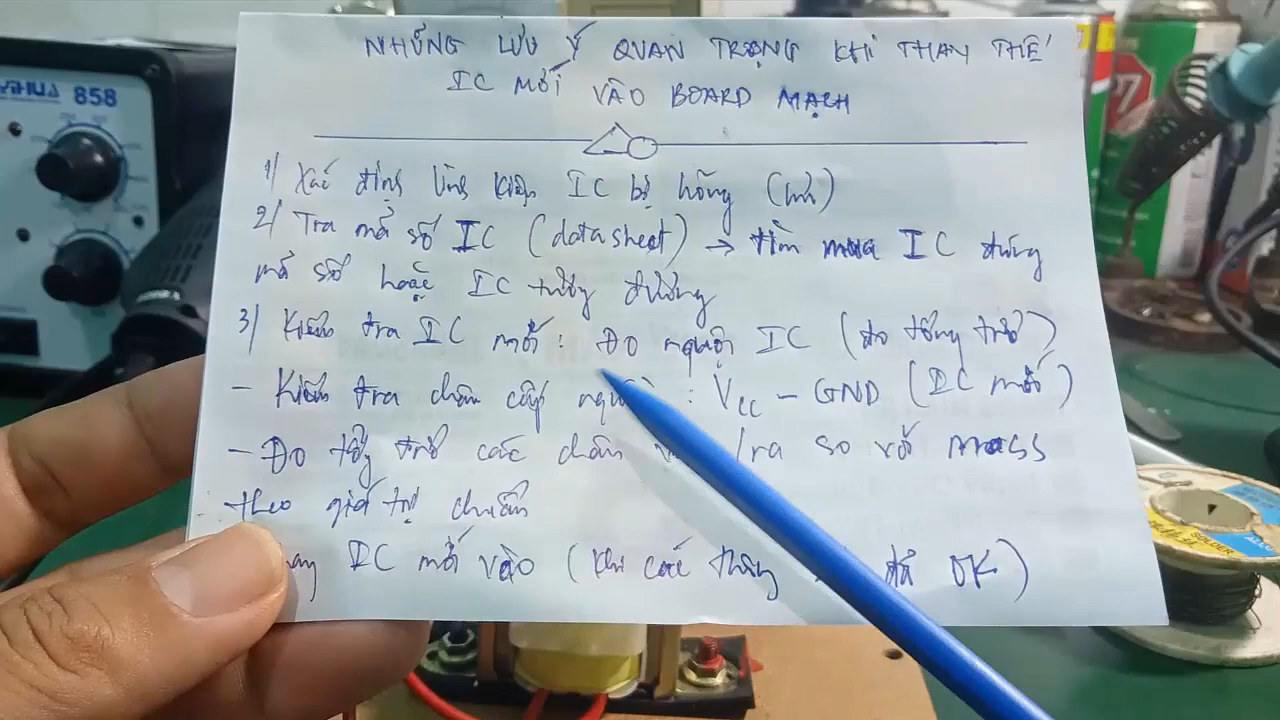 YIHUA 858
NHỮNG LƯU Ý QUAN TRỌNG KHI THAY THẾ
IC MỚI VÀO BOARD MẠCH
1/ Xác định linh kiện IC bị hỏng (hư)
2/ Tra mã số IC (datasheet) → tìm mua IC đúng
mã số hoặc IC tương đương
3/ Kiểm tra IC mới: Đo nguội IC (đo tổng trở)
- Kiểm tra chân cấp : Vcc - GND (IC mới)
- Đo tổng trở các chân /ra so với mass
theo giá trị chuẩn
IC mới vào (khi các thông đã OK)